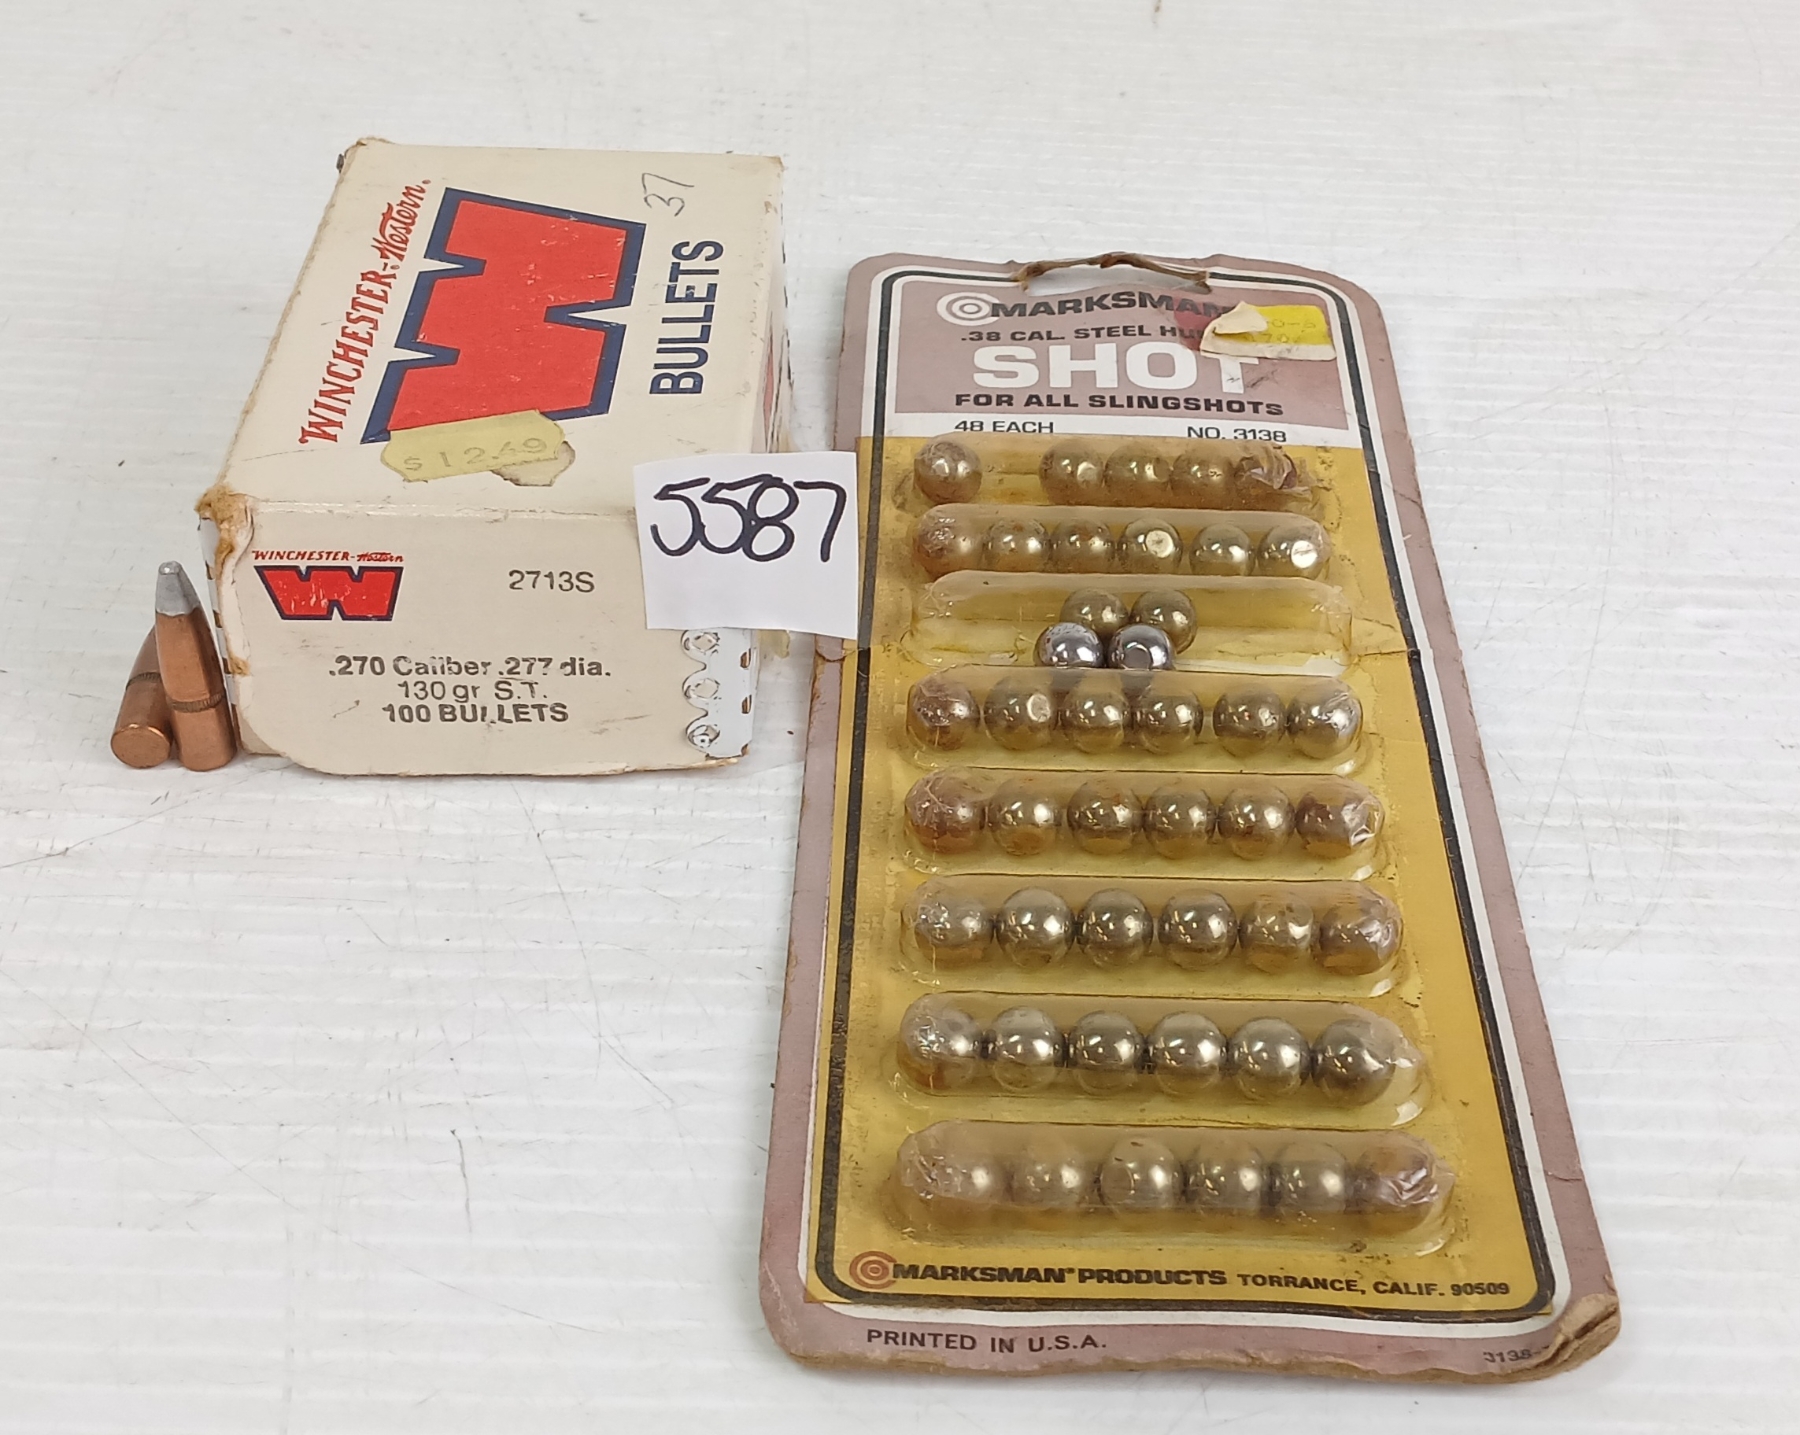 WINCHESTER-Western.
W
BULLETS
37
$12.49
5587
WINCHESTER-Western
W
2713S
.270 Caliber .277 dia.
130 gr S.T.
100 BULLETS
MARKSMAN
.38 CAL. STEEL
SHOT
FOR ALL SLINGSHOTS
48 EACH
NO. 3138
MARKSMAN® PRODUCTS TORRANCE, CALIF. 90509
PRINTED IN U.S.A.
3138-